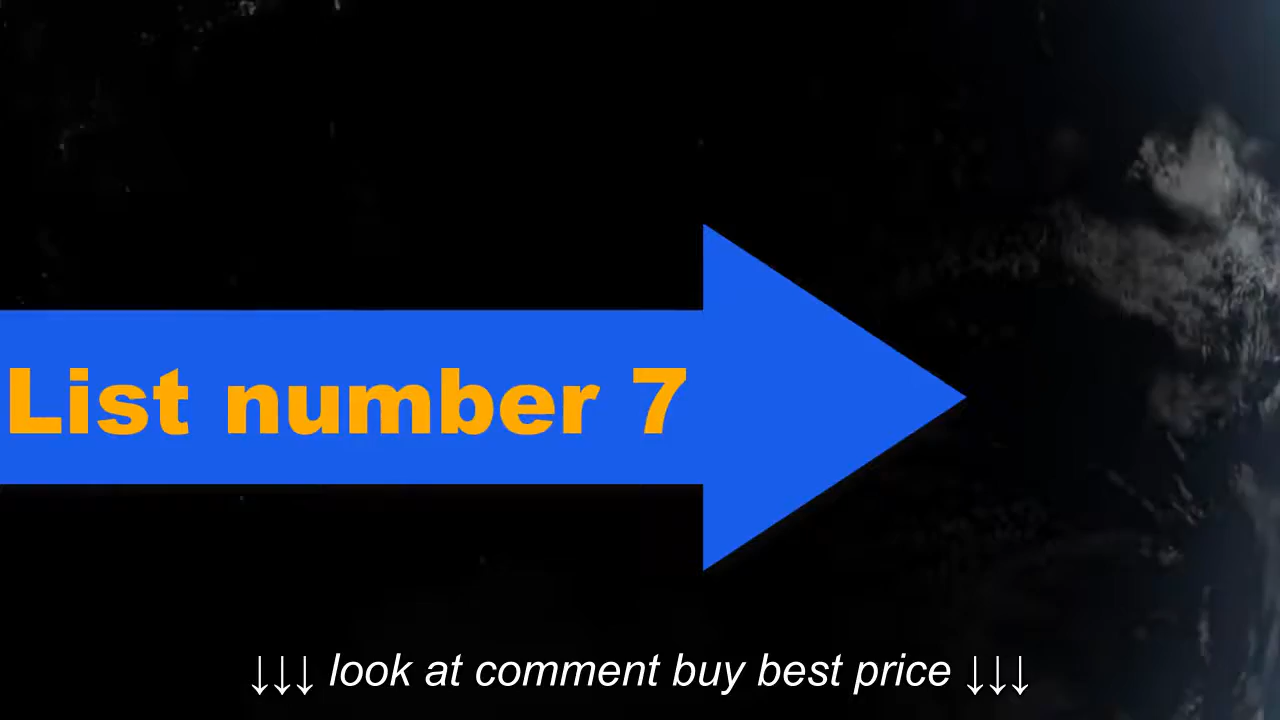 List number 7
↓↓↓ look at comment buy best price ↓↓↓